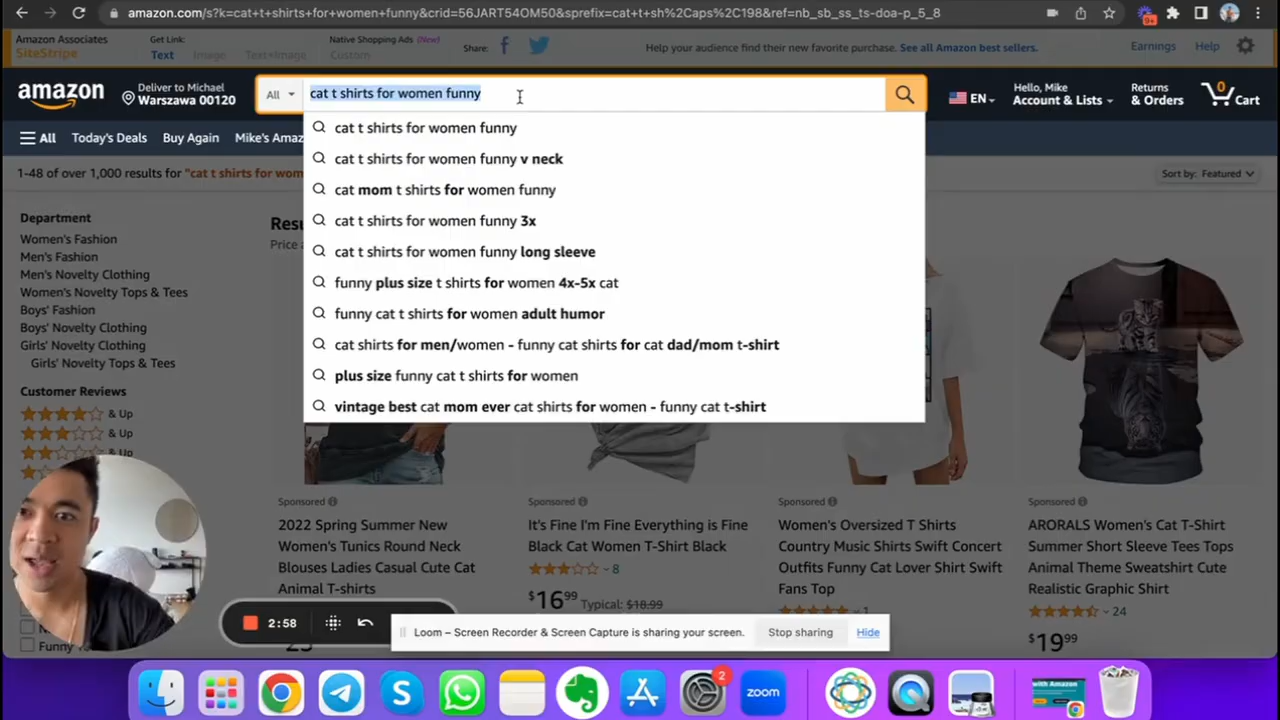 amazon.com/s?k=cat+t+shirts+for+women+funny&crid=56JART54OM50&sprefix=cat+t+sh%2Caps%2C198&ref=nb_sb_ss_ts-doa-p_5_8
9+
Amazon Associates
SiteStripe
Get Link:
Text
Image
Text+Image
Native Shopping Ads (New!)
Custom
Share:
Help your audience find their new favorite purchase. See all Amazon best sellers.
Earnings
Help
amazon
Deliver to Michael
Warszawa 00120
All
cat t shirts for women funny
EN
Hello, Mike
Account & Lists
Returns
& Orders
0
Cart
All
Today's Deals
Buy Again
Mike's Amaz
1-48 of over 1,000 results for "cat t shirts for wom
Sort by: Featured
cat t shirts for women funny
cat t shirts for women funny v neck
cat mom t shirts for women funny
cat t shirts for women funny 3x
cat t shirts for women funny long sleeve
funny plus size t shirts for women 4x-5x cat
funny cat t shirts for women adult humor
cat shirts for men/women - funny cat shirts for cat dad/mom t-shirt
plus size funny cat t shirts for women
vintage best cat mom ever cat shirts for women - funny cat t-shirt
Department
Women's Fashion
Men's Fashion
Men's Novelty Clothing
Women's Novelty Tops & Tees
Boys' Fashion
Boys' Novelty Clothing
Girls' Novelty Clothing
Girls' Novelty Tops & Tees
Customer Reviews
& Up
& Up
& Up
Resu
Price a
Sponsored
2022 Spring Summer New
Women's Tunics Round Neck
Blouses Ladies Casual Cute Cat
Animal T-shirts
Sponsored
It's Fine I'm Fine Everything is Fine
Black Cat Women T-Shirt Black
8
$16.99 Typical: $18.99
Sponsored
Women's Oversized T Shirts
Country Music Shirts Swift Concert
Outfits Funny Cat Lover Shirt Swift
Fans Top
1
Sponsored
ARORALS Women's Cat T-Shirt
Summer Short Sleeve Tees Tops
Animal Theme Sweatshirt Cute
Realistic Graphic Shirt
24
$19.99
Funny
2:58
Loom – Screen Recorder & Screen Capture is sharing your screen.
Stop sharing
Hide
2
zoom
with Amazon